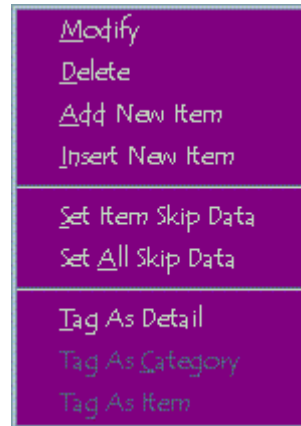 Modify
Delete
Add New Item
Insert New Item
Set Item Skip Data
Set All Skip Data
Tag As Detail
Tag As Category
Tag As Item